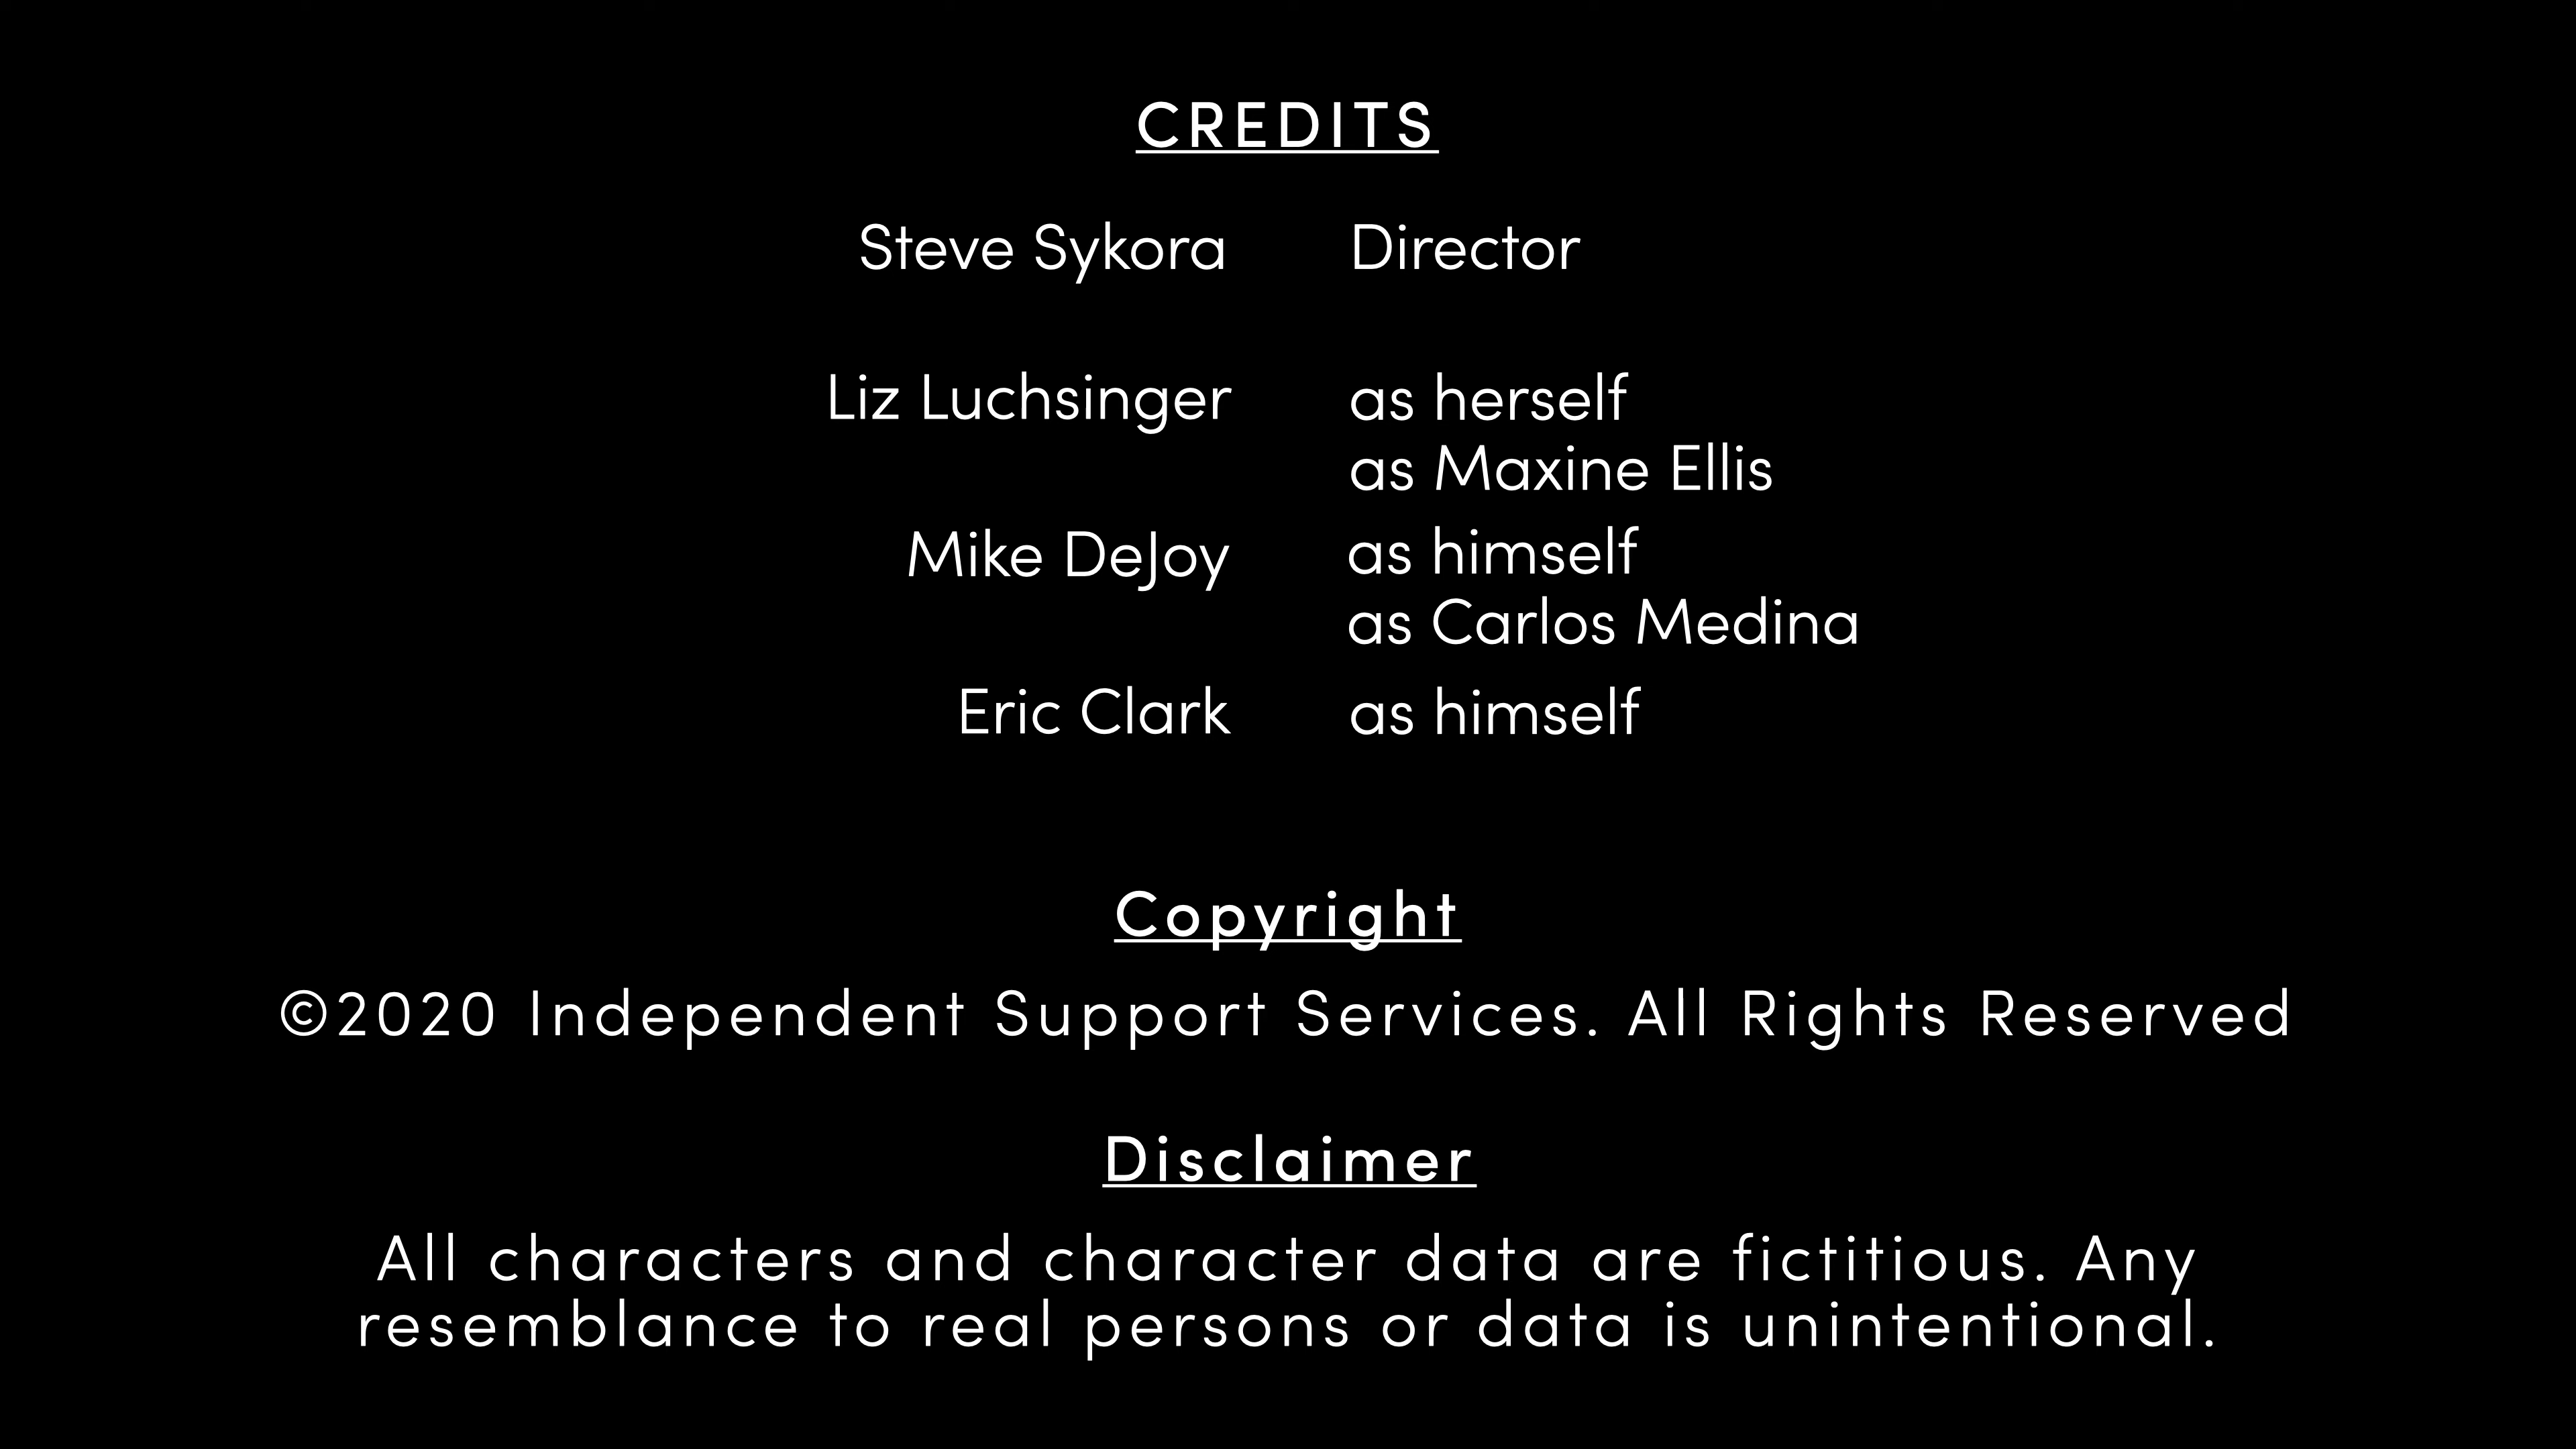 CREDITS
Steve Sykora Director
Liz Luchsinger as herself
as Maxine Ellis
Mike DeJoy as himself
as Carlos Medina
Eric Clark as himself
Copyright
©2020 Independent Support Services. All Rights Reserved
Disclaimer
All characters and character data are fictitious. Any
resemblance to real persons or data is unintentional.